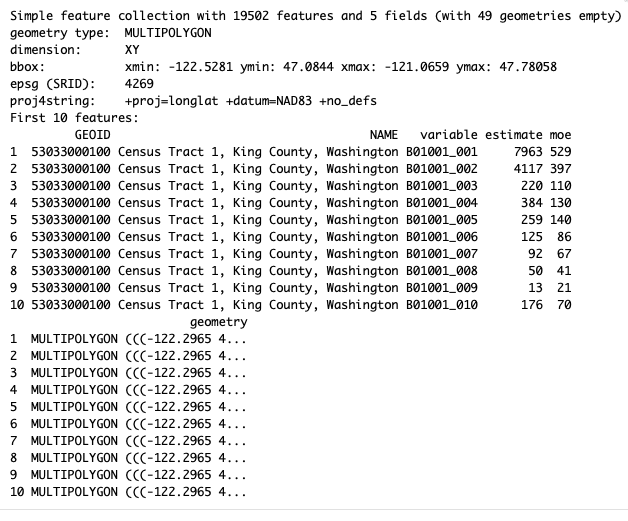 Simple feature collection with 19502 features and 5 fields (with 49 geometries empty)
geometry type:  MULTIPOLYGON
dimension:      XY
bbox:           xmin: -122.5281 ymin: 47.0844 xmax: -121.0659 ymax: 47.78058
epsg (SRID):    4269
proj4string:    +proj=longlat +datum=NAD83 +no_defs
First 10 features:
         GEOID                                   NAME   variable estimate moe
1  53033000100 Census Tract 1, King County, Washington B01001_001     7963 529
2  53033000100 Census Tract 1, King County, Washington B01001_002     4117 397
3  53033000100 Census Tract 1, King County, Washington B01001_003      220 110
4  53033000100 Census Tract 1, King County, Washington B01001_004      384 130
5  53033000100 Census Tract 1, King County, Washington B01001_005      259 140
6  53033000100 Census Tract 1, King County, Washington B01001_006      125  86
7  53033000100 Census Tract 1, King County, Washington B01001_007       92  67
8  53033000100 Census Tract 1, King County, Washington B01001_008       50  41
9  53033000100 Census Tract 1, King County, Washington B01001_009       13  21
10 53033000100 Census Tract 1, King County, Washington B01001_010      176  70
                         geometry
1  MULTIPOLYGON (((-122.2965 4...
2  MULTIPOLYGON (((-122.2965 4...
3  MULTIPOLYGON (((-122.2965 4...
4  MULTIPOLYGON (((-122.2965 4...
5  MULTIPOLYGON (((-122.2965 4...
6  MULTIPOLYGON (((-122.2965 4...
7  MULTIPOLYGON (((-122.2965 4...
8  MULTIPOLYGON (((-122.2965 4...
9  MULTIPOLYGON (((-122.2965 4...
10 MULTIPOLYGON (((-122.2965 4...